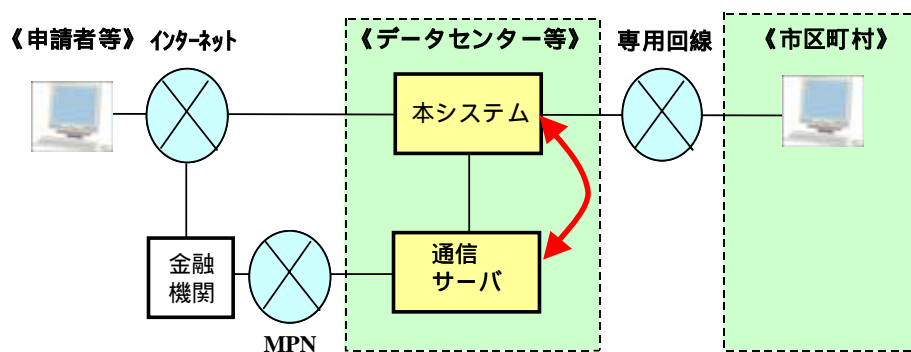 《申請者等》
インターネット
《データセンター等》
専用回線
《市区町村》
本システム
金融
機関
通信
サーバ
MPN